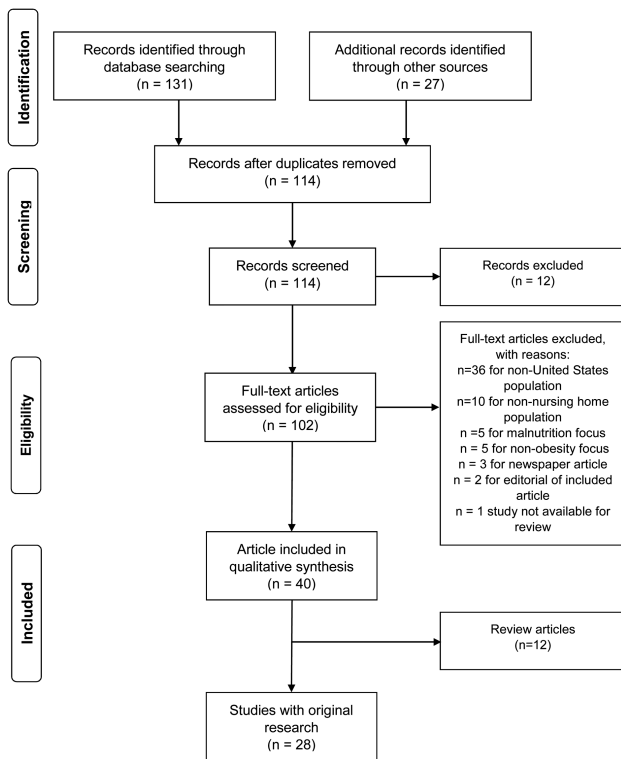 Identification
Records identified through
database searching
(n = 131)
Additional records identified
through other sources
(n = 27)
Records after duplicates removed
(n = 114)
Screening
Records screened
(n = 114)
Records excluded
(n = 12)
Eligibility
Full-text articles
assessed for eligibility
(n = 102)
Full-text articles excluded,
with reasons:
n=36 for non-United States
population
n=10 for non-nursing home
population
n =5 for malnutrition focus
n = 5 for non-obesity focus
n = 3 for newspaper article
n = 2 for editorial of included
article
n = 1 study not available for
review
Included
Article included in
qualitative synthesis
(n = 40)
Review articles
(n=12)
Studies with original
research
(n = 28)